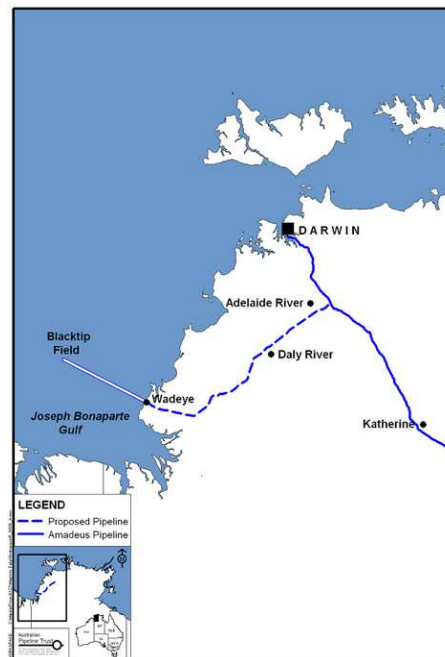 DARWIN
Adelaide River
Blacktip
Field
Daly River
Wadeye
Joseph Bonaparte
Gulf
Katherine
LEGEND
Proposed Pipeline
Amadeus Pipeline
Australian
Pipeline Trust